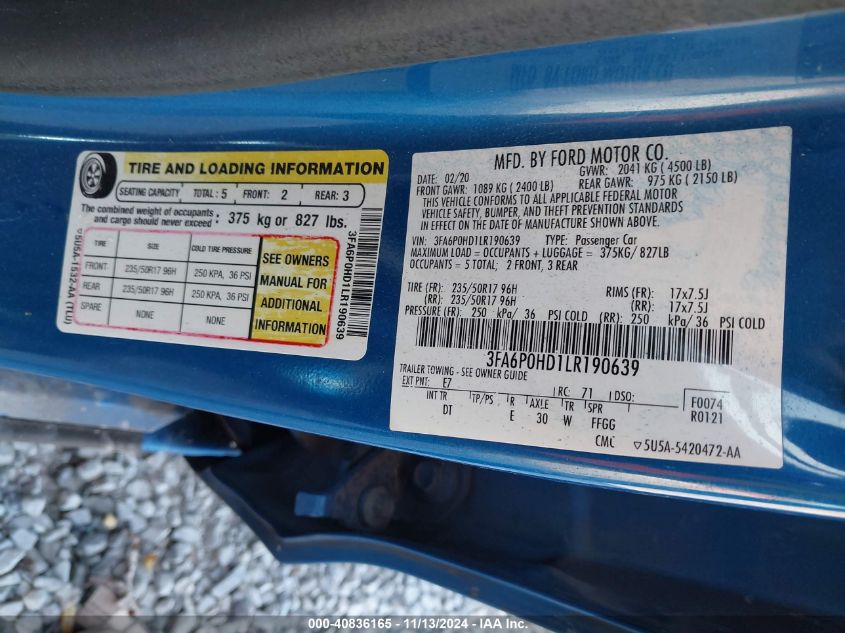 TIRE AND LOADING INFORMATION
SEATING CAPACITY TOTAL : 5 FRONT: 2 REAR: 3
The combined weight of occupants
and cargo should never exceed : 375 kg or 827 lbs.
TIRE SIZE COLD TIRE PRESSURE
FRONT 235/50R17 96H 250 KPA, 36 PSI
REAR 235/50R17 96H 250 KPA, 36 PSI
SPARE NONE NONE
SEE OWNERS
MANUAL FOR
ADDITIONAL
INFORMATION
5U5A-1532-AA (TLU)
3FA6P0HD1LR190639
MFD. BY FORD MOTOR CO.
DATE: 02/20 GVWR: 2041 KG ( 4500 LB)
FRONT GAWR: 1089 KG ( 2400 LB) REAR GAWR: 975 KG ( 2150 LB)
THIS VEHICLE CONFORMS TO ALL APPLICABLE FEDERAL MOTOR
VEHICLE SAFETY, BUMPER, AND THEFT PREVENTION STANDARDS
IN EFFECT ON THE DATE OF MANUFACTURE SHOWN ABOVE.
VIN: 3FA6P0HD1LR190639 TYPE: Passenger Car
MAXIMUM LOAD = OCCUPANTS + LUGGAGE = 375KG/ 827LB
OCCUPANTS = 5 TOTAL; 2 FRONT, 3 REAR
TIRE (FR): 235/50R17 96H RIMS (FR): 17x7.5J
(RR): 235/50R17 96H (RR): 17x7.5J
PRESSURE (FR): 250 kPa/ 36 PSI COLD (RR): 250 kPa/ 36 PSI COLD
3FA6P0HD1LR190639
TRAILER TOWING - SEE OWNER GUIDE
EXT PNT: E7 RC: 71 DSO: F0074
INT TR TP/PS R AXLE TR SPR R0121
DT E 30 W FFGG
CML 5U5A-5420472-AA
IAAI-40836165 — 11/13/2024 — IAAI.com